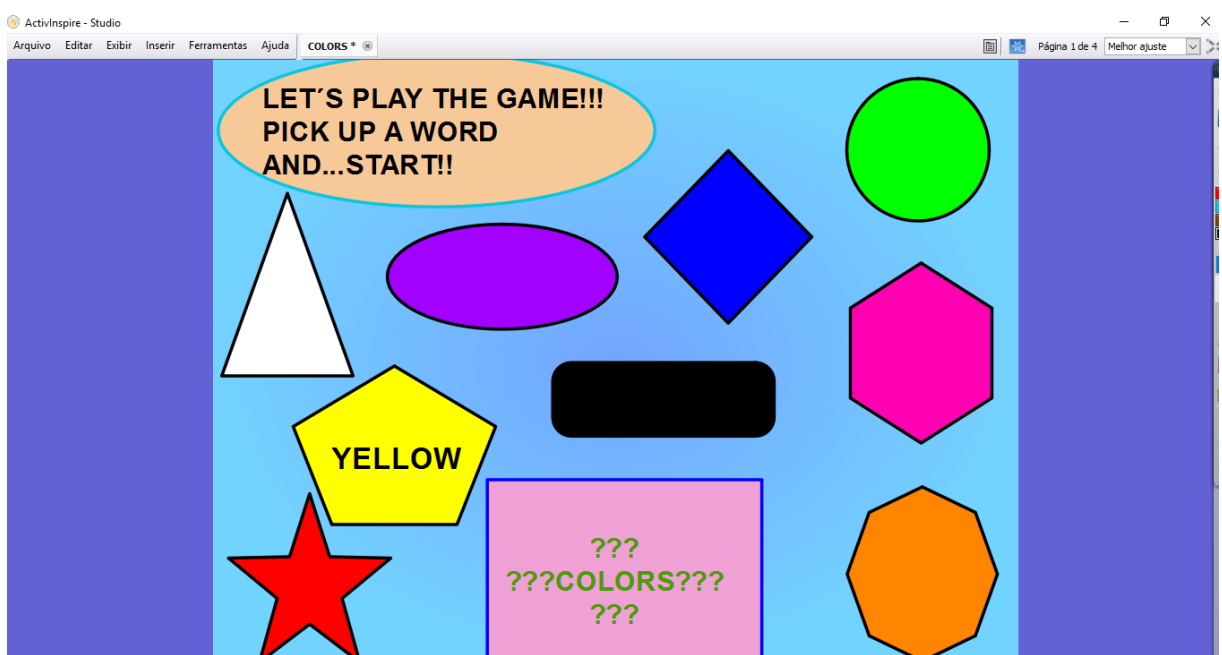 ActivInspire - Studio
Arquivo Editar Exibir Inserir Ferramentas Ajuda COLORS * Página 1 de 4 Melhor ajuste
LET´S PLAY THE GAME!!!
PICK UP A WORD
AND...START!!
YELLOW
???
???COLORS???
???